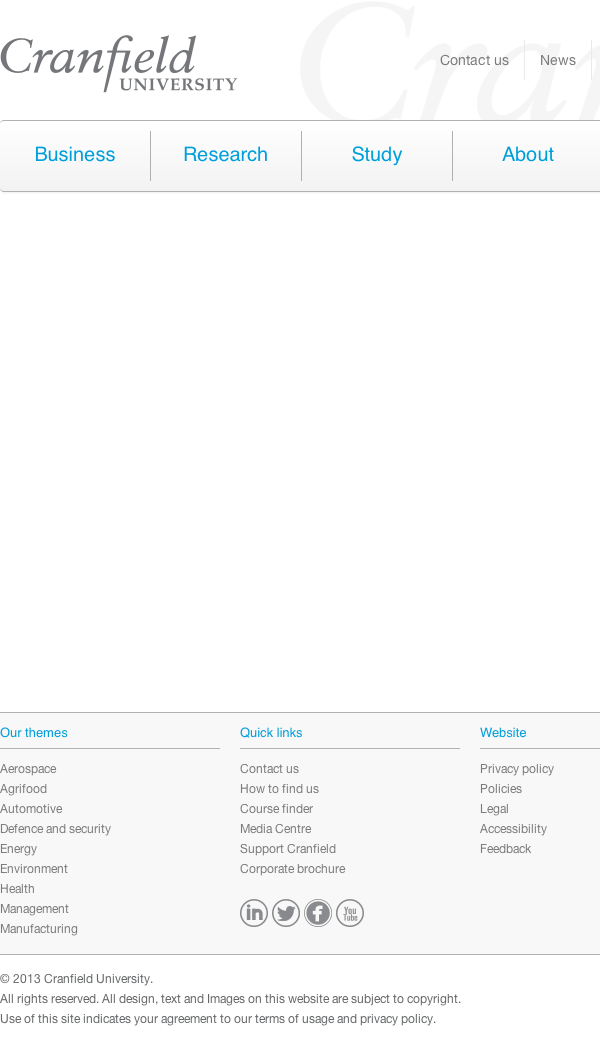 Cranfield
UNIVERSITY
Contact us
News
Cran
Business
Research
Study
About
Our themes
Aerospace
Agrifood
Automotive
Defence and security
Energy
Environment
Health
Management
Manufacturing
Quick links
Contact us
How to find us
Course finder
Media Centre
Support Cranfield
Corporate brochure
in
f
You
Tube
Website
Privacy policy
Policies
Legal
Accessibility
Feedback
© 2013 Cranfield University.
All rights reserved. All design, text and Images on this website are subject to copyright.
Use of this site indicates your agreement to our terms of usage and privacy policy.